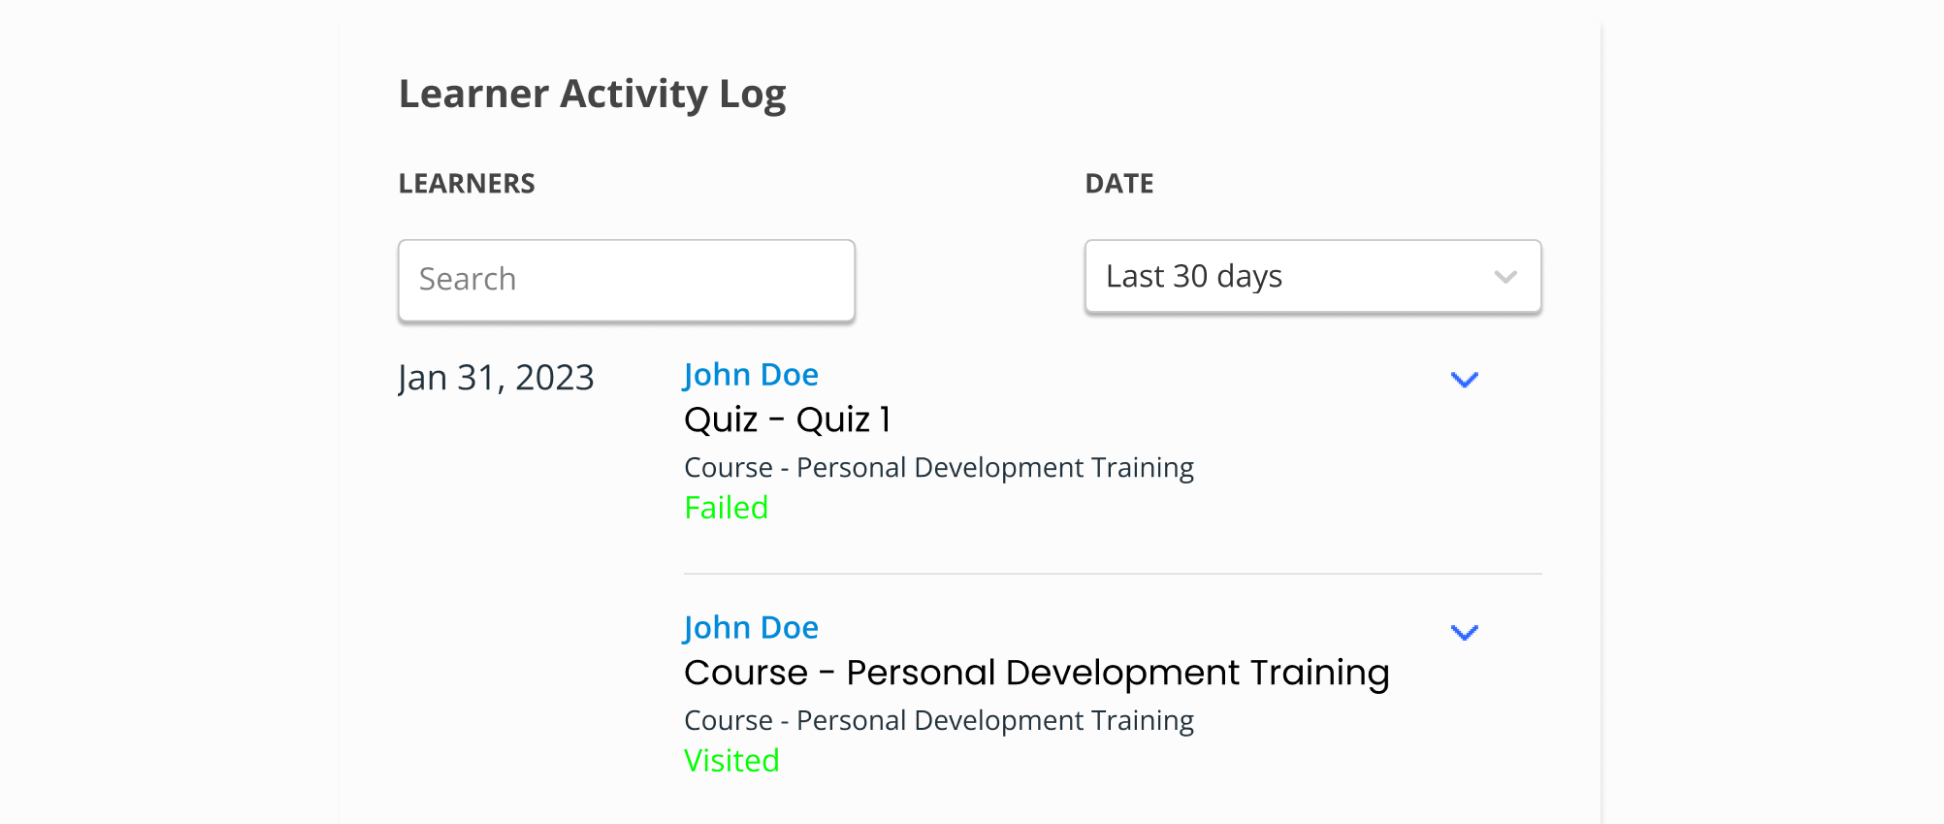 Learner Activity Log
LEARNERS
DATE
Search
Last 30 days
Jan 31, 2023
John Doe
Quiz - Quiz 1
Course - Personal Development Training
Failed
John Doe
Course - Personal Development Training
Course - Personal Development Training
Visited